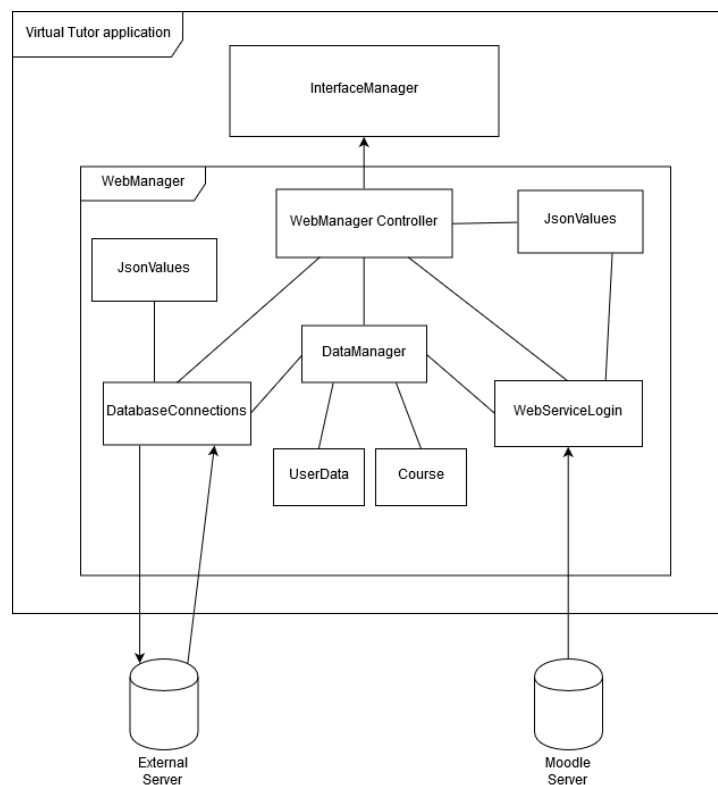 Virtual Tutor application
InterfaceManager
WebManager
WebManager Controller
JsonValues
JsonValues
DataManager
DatabaseConnections
WebServiceLogin
UserData
Course
External
Server
Moodle
Server